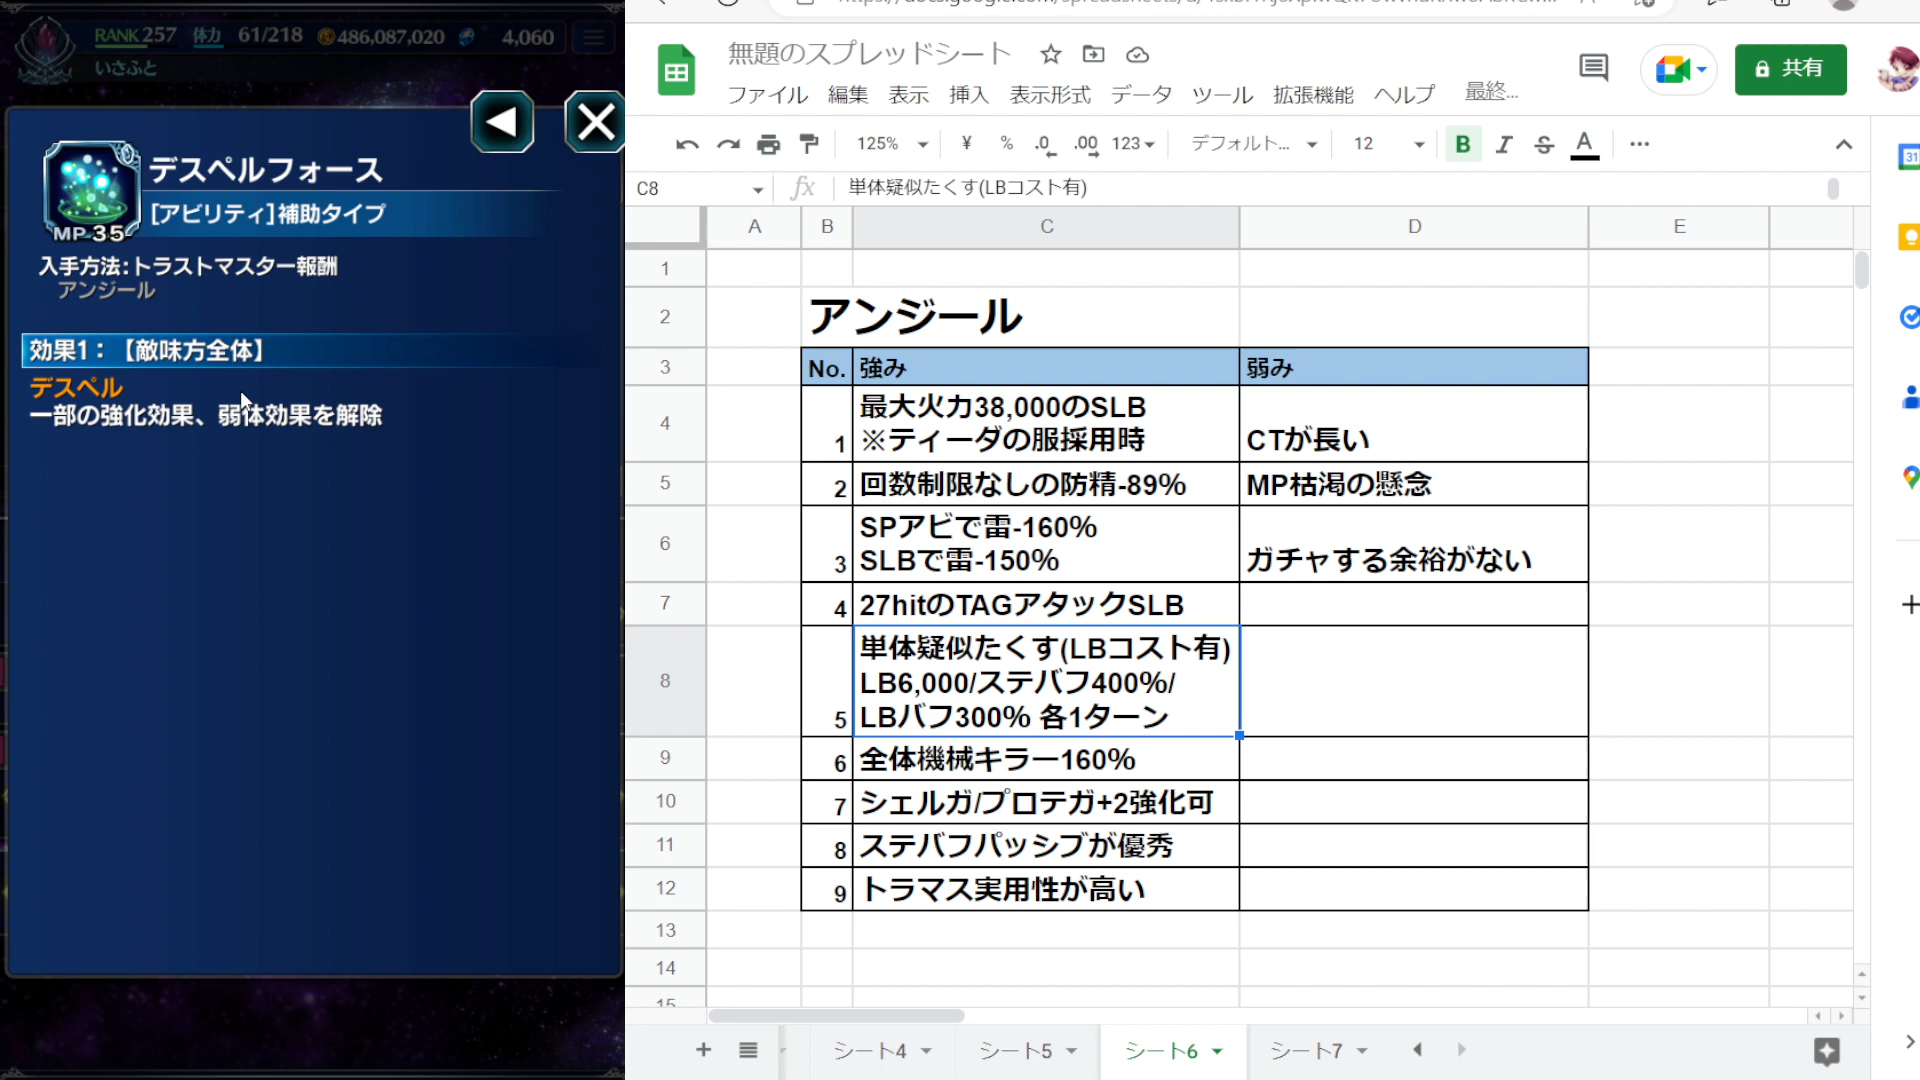 RANK 257 体力 61/218 486,087,020 4,060
いさふと
デスペルフォース
[アビリティ]補助タイプ
MP 35
入手方法:トラストマスター報酬
アンジール
効果1：【敵味方全体】
デスペル
一部の強化効果、弱体効果を解除
無題のスプレッドシート
ファイル 編集 表示 挿入 表示形式 データ ツール 拡張機能 ヘルプ 最終...
共有
125% ¥ % .0 .00 123 デフォルト... 12 B I S A ...
C8 fx 単体疑似たくす(LBコスト有)
A B C D E
1
2 アンジール
3 No. 強み 弱み
4 1 最大火力38,000のSLB
※ティーダの服採用時 CTが長い
5 2 回数制限なしの防精-89% MP枯渇の懸念
6 3 SPアビで雷-160%
SLBで雷-150% ガチャする余裕がない
7 4 27hitのTAGアタックSLB
8 5 単体疑似たくす(LBコスト有)
LB6,000/ステバフ400%/
LBバフ300% 各1ターン
9 6 全体機械キラー160%
10 7 シェルガ/プロテガ+2強化可
11 8 ステバフパッシブが優秀
12 9 トラマス実用性が高い
13
14
15
シート4 シート5 シート6 シート7
31